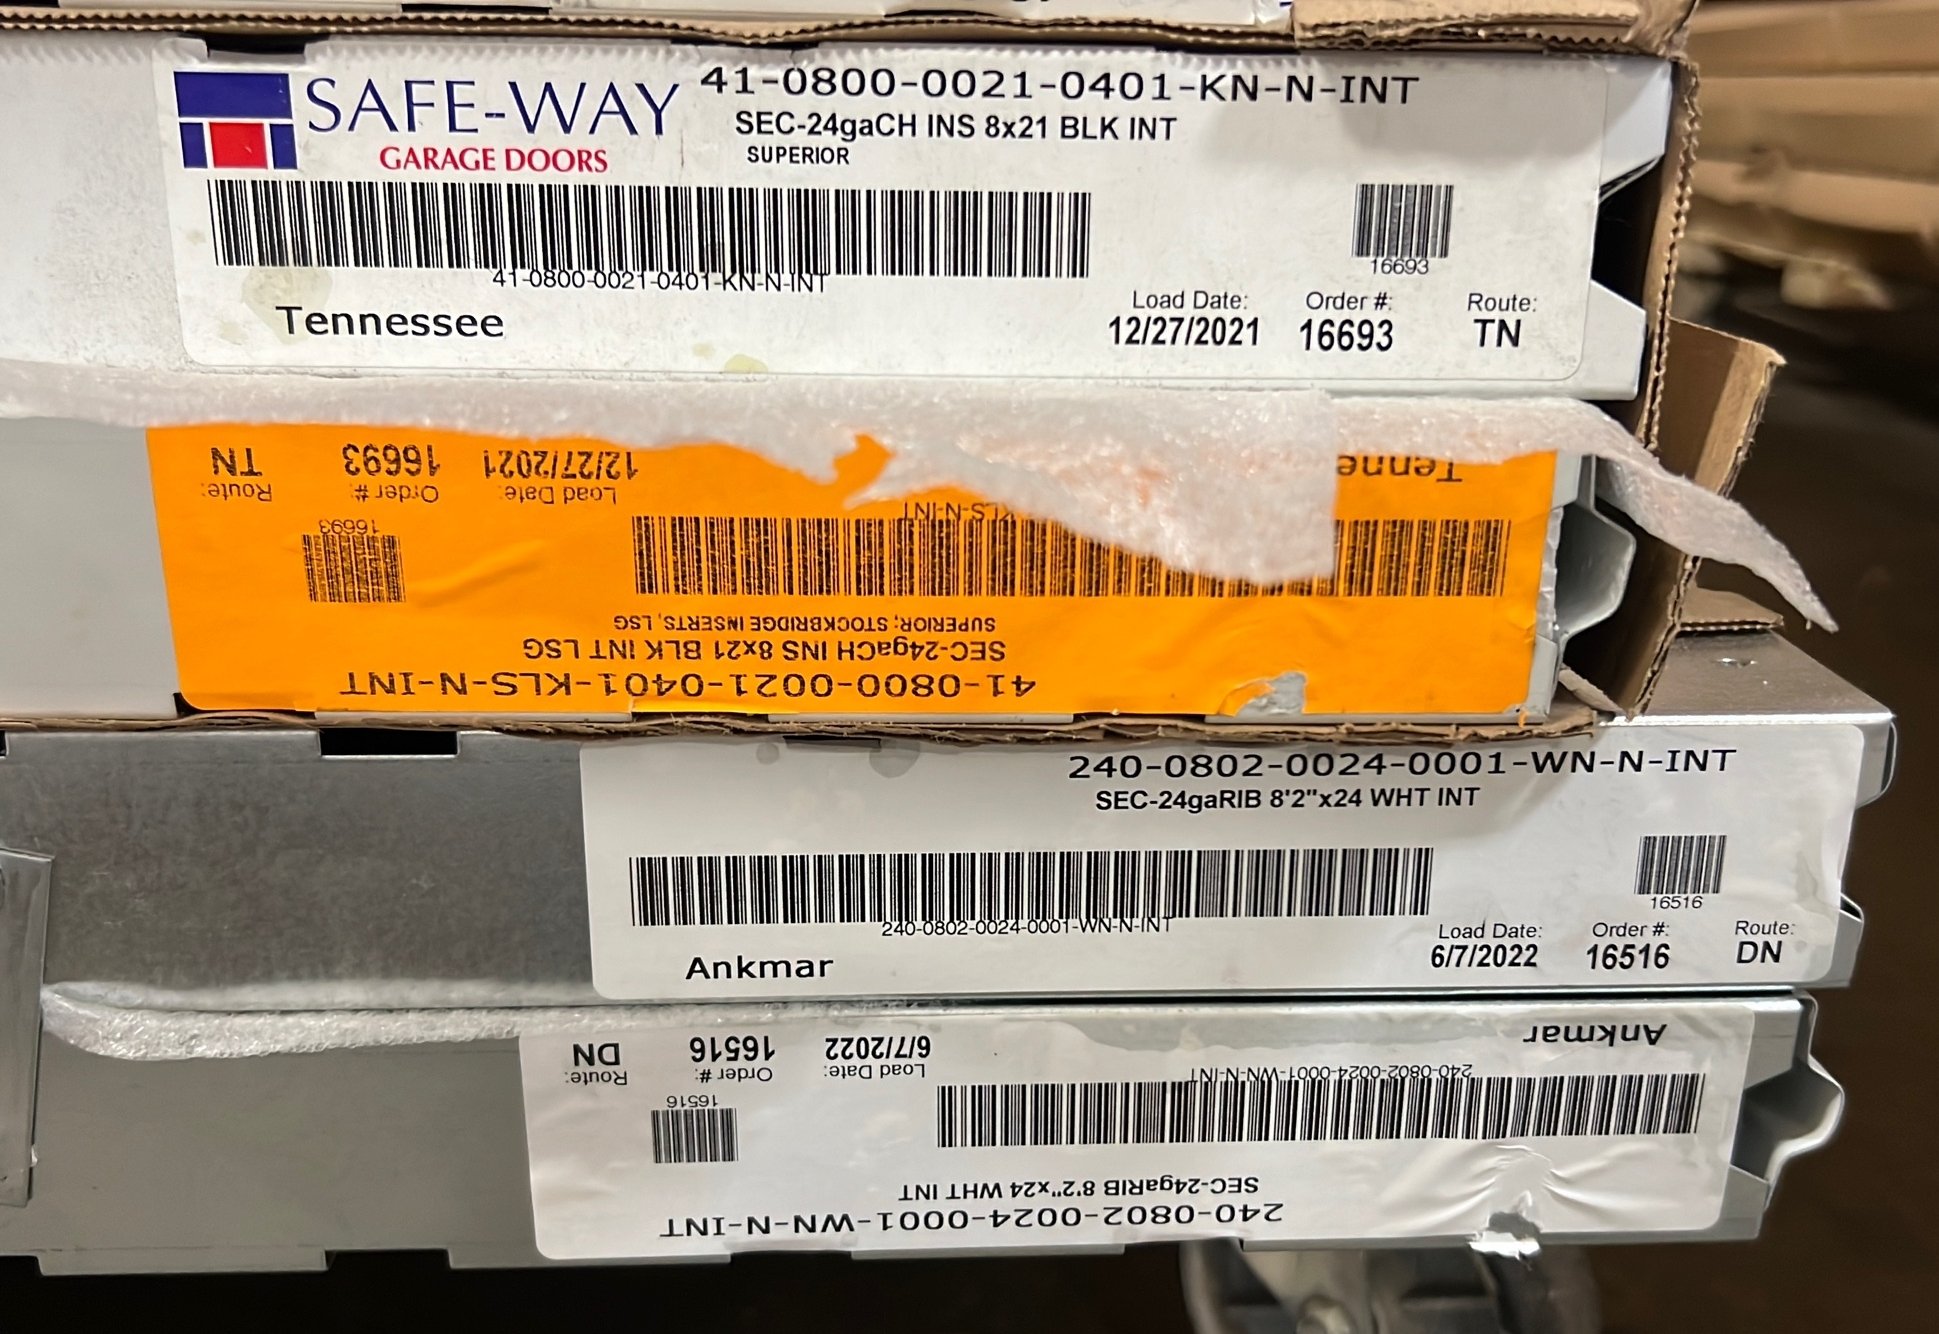 SAFE-WAY
GARAGE DOORS
41-0800-0021-0401-KN-N-INT
SEC-24gaCH INS 8x21 BLK INT
SUPERIOR
41-0800-0021-0401-KN-N-INT
16693
Tennessee
Load Date:
12/27/2021
Order #:
16693
Route:
TN
41-0800-0021-0401-KLS-N-INT
SEC-24gaCH INS 8x21 BLK INT LSG
SUPERIOR; STOCKBRIDGE INSERTS, LSG
KLS-N-INT
16693
Tenne
Load Date:
12/27/2021
Order #:
16693
Route:
TN
240-0802-0024-0001-WN-N-INT
SEC-24gaRIB 8'2"x24 WHT INT
240-0802-0024-0001-WN-N-INT
16516
Ankmar
Load Date:
6/7/2022
Order #:
16516
Route:
DN
240-0802-0024-0001-WN-N-INT
SEC-24gaRIB 8'2"x24 WHT INT
240-0802-0024-0001-WN-N-INT
16516
Ankmar
Load Date:
6/7/2022
Order #:
16516
Route:
DN